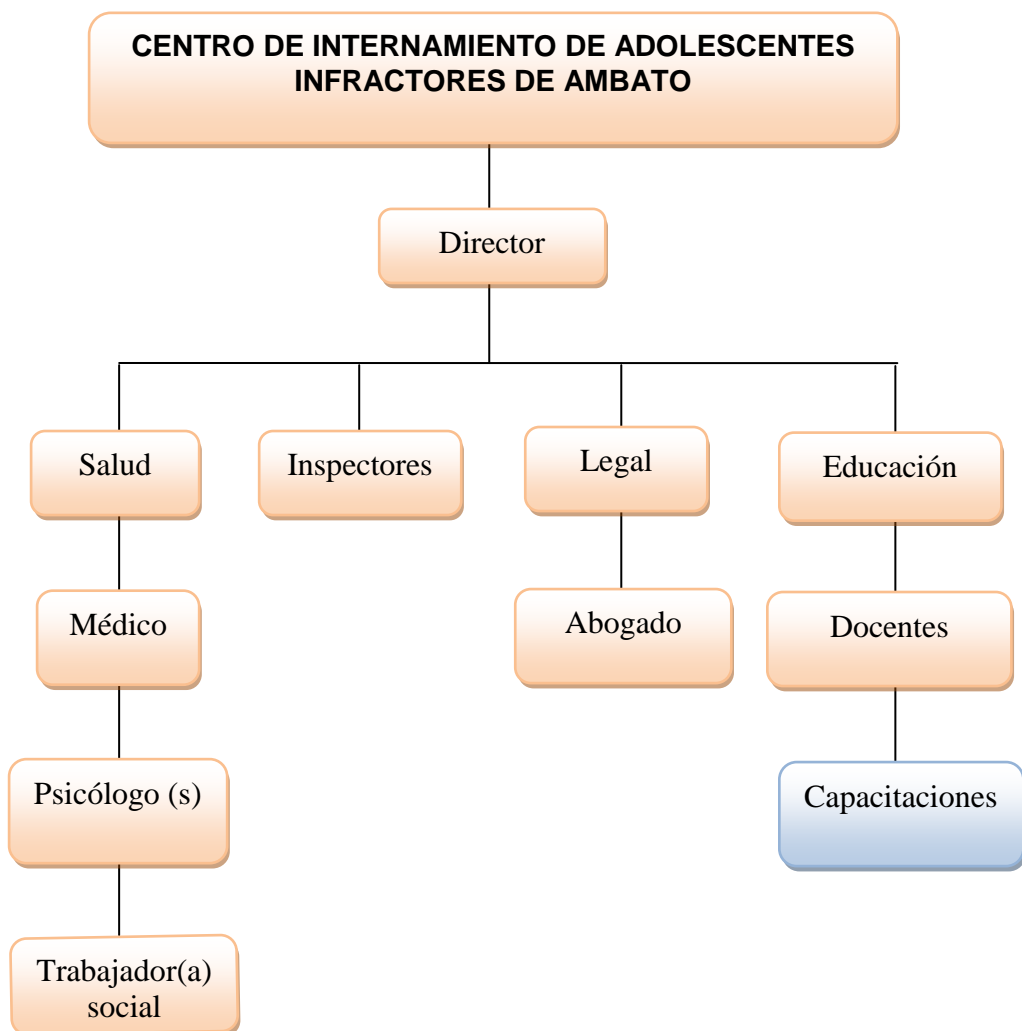 CENTRO DE INTERNAMIENTO DE ADOLESCENTES
INFRACTORES DE AMBATO
Director
Salud
Inspectores
Legal
Educación
Médico
Abogado
Docentes
Psicólogo (s)
Capacitaciones
Trabajador(a)
social